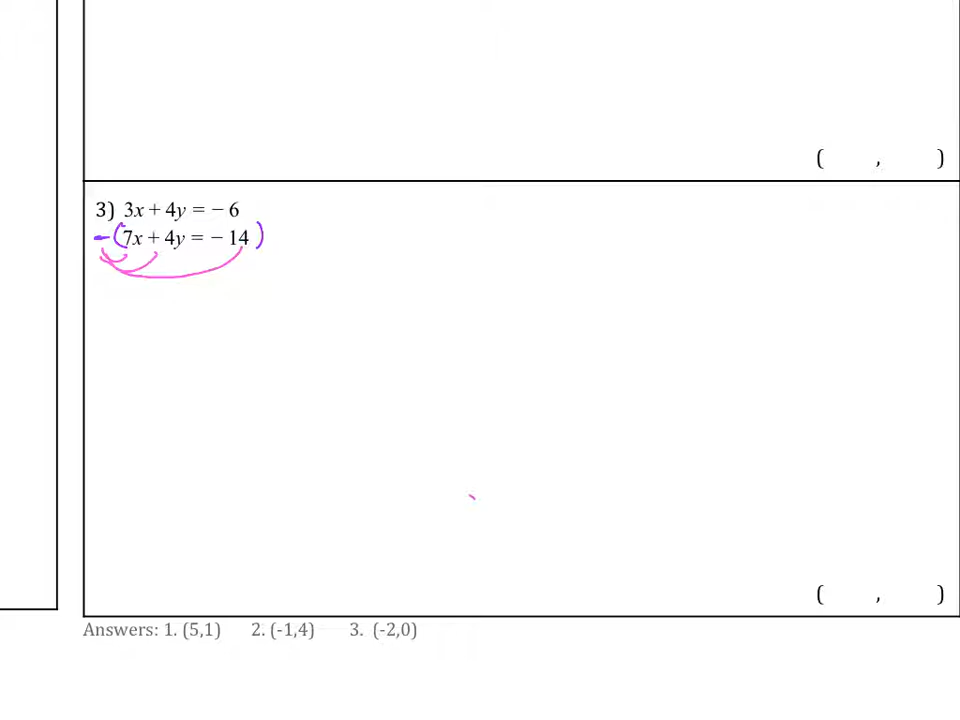 ( , )
3) 3x + 4y = − 6
−(7x + 4y = − 14)
( , )
Answers: 1. (5,1) 2. (-1,4) 3. (-2,0)